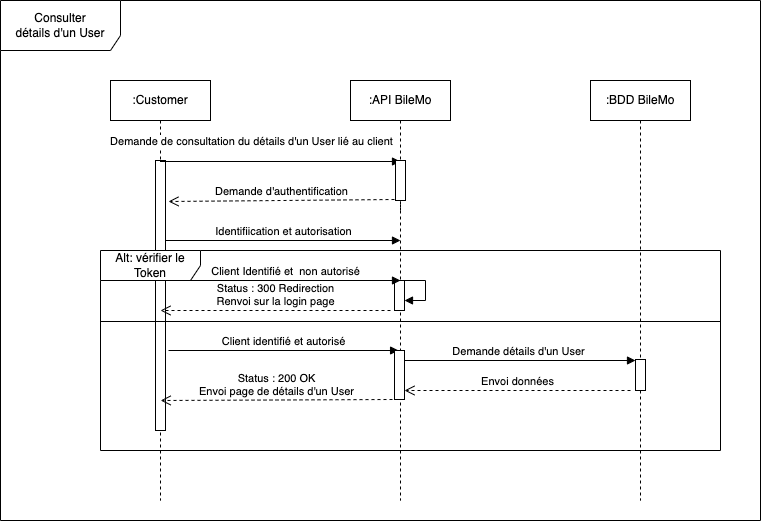 Consulter
détails d'un User
:Customer
:API BileMo
:BDD BileMo
Demande de consultation du détails d'un User lié au client
Demande d'authentification
Identifiication et autorisation
Alt: vérifier le
Token
Client Identifié et non autorisé
Status : 300 Redirection
Renvoi sur la login page
Client identifié et autorisé
Demande détails d'un User
Status : 200 OK
Envoi page de détails d'un User
Envoi données